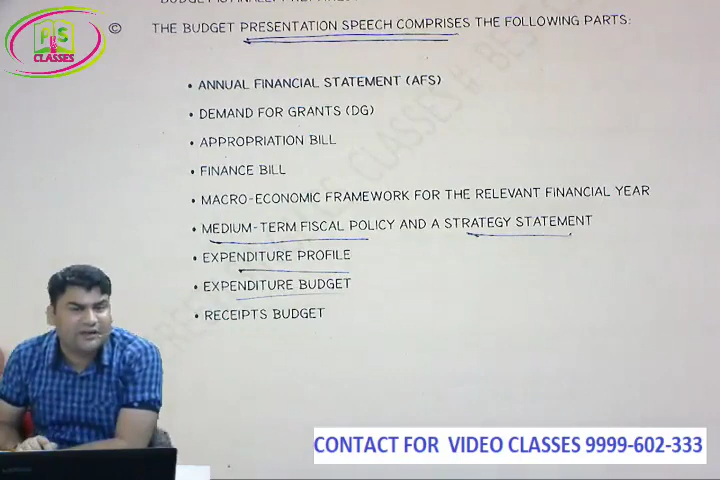 © THE BUDGET PRESENTATION SPEECH COMPRISES THE FOLLOWING PARTS:
PS
CLASSES
• ANNUAL FINANCIAL STATEMENT (AFS)
• DEMAND FOR GRANTS (DG)
• APPROPRIATION BILL
• FINANCE BILL
• MACRO-ECONOMIC FRAMEWORK FOR THE RELEVANT FINANCIAL YEAR
• MEDIUM-TERM FISCAL POLICY AND A STRATEGY STATEMENT
• EXPENDITURE PROFILE
• EXPENDITURE BUDGET
• RECEIPTS BUDGET
CONTACT FOR VIDEO CLASSES 9999-602-333